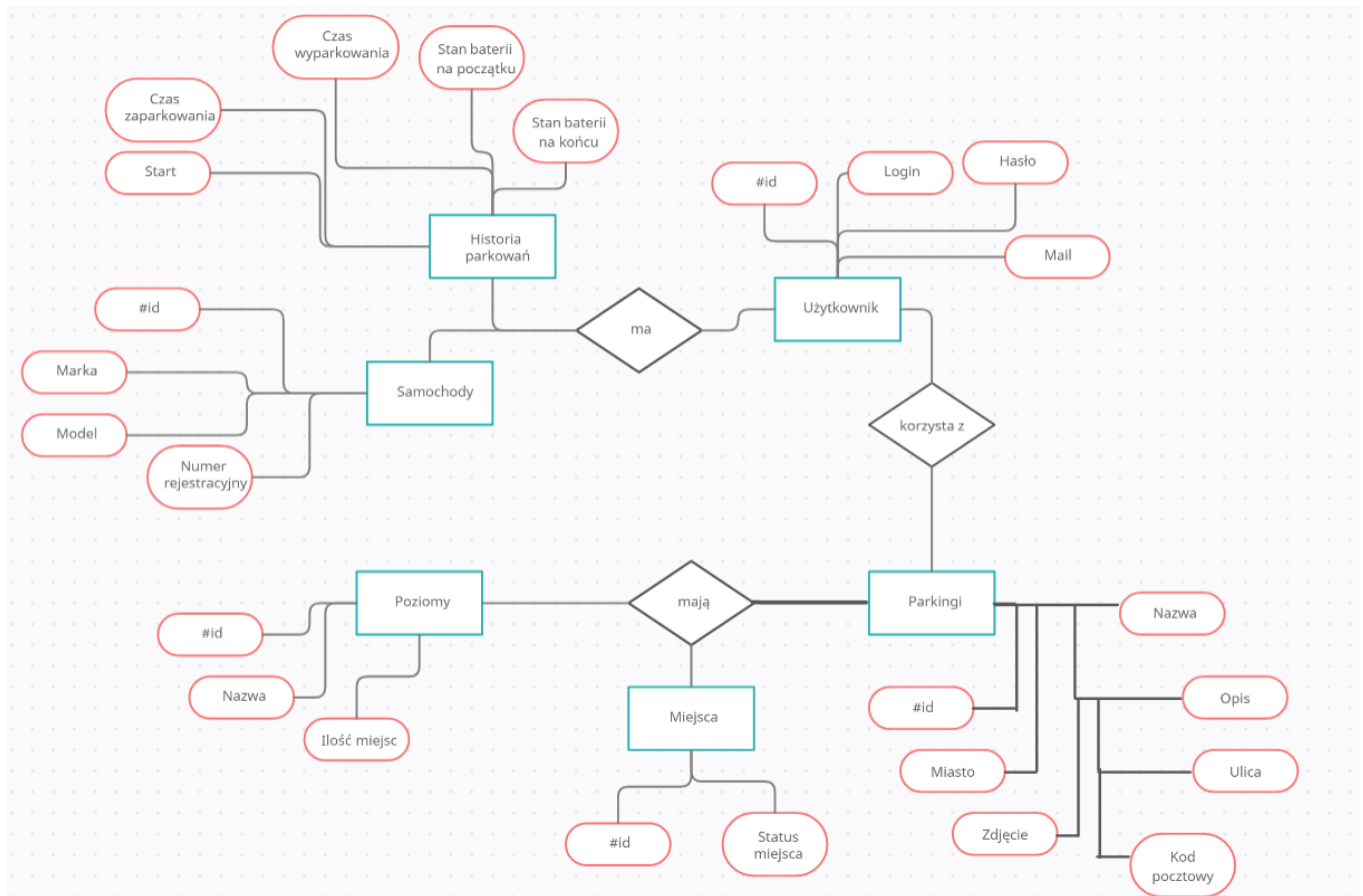 Czas
wyparkowania
Stan baterii
na początku
Czas
zaparkowania
Stan baterii
na końcu
Start
#id
Login
Hasło
Mail
Historia
parkowań
Użytkownik
ma
#id
Marka
Model
Numer
rejestracyjny
Samochody
korzysta z
Poziomy
mają
Parkingi
#id
Nazwa
Ilość miejsc
Miejsca
#id
Status
miejsca
Nazwa
#id
Opis
Miasto
Ulica
Zdjęcie
Kod
pocztowy